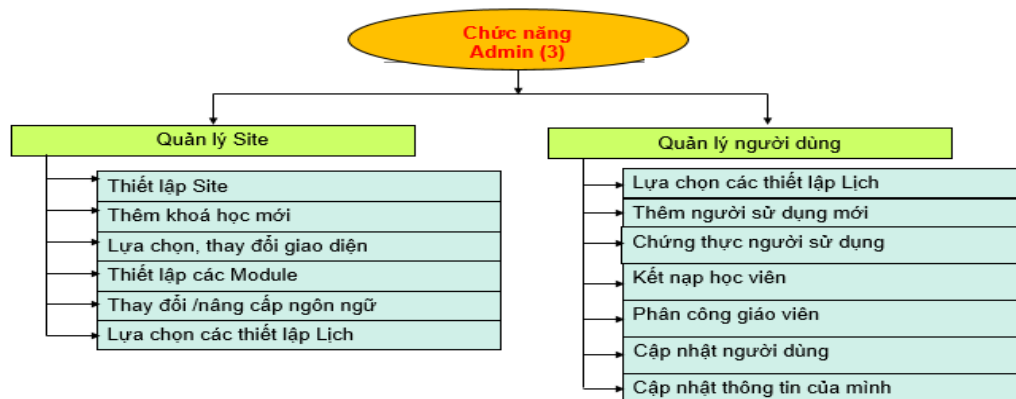 Chức năng
Admin (3)
Quản lý Site
Thiết lập Site
Thêm khoá học mới
Lựa chọn, thay đổi giao diện
Thiết lập các Module
Thay đổi /nâng cấp ngôn ngữ
Lựa chọn các thiết lập Lịch
Quản lý người dùng
Lựa chọn các thiết lập Lịch
Thêm người sử dụng mới
Chứng thực người sử dụng
Kết nạp học viên
Phân công giáo viên
Cập nhật người dùng
Cập nhật thông tin của mình